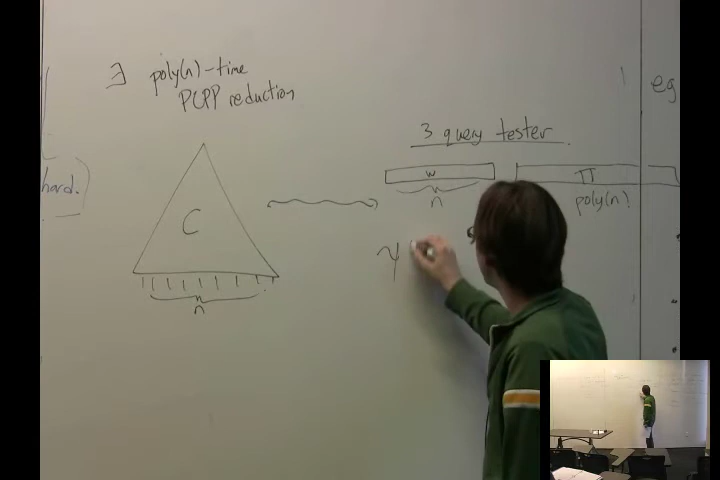 ∃ poly(n)-time
PCPP reduction
hard.
C
n
3 query tester
w
π
n
poly(n)
ψ
eg